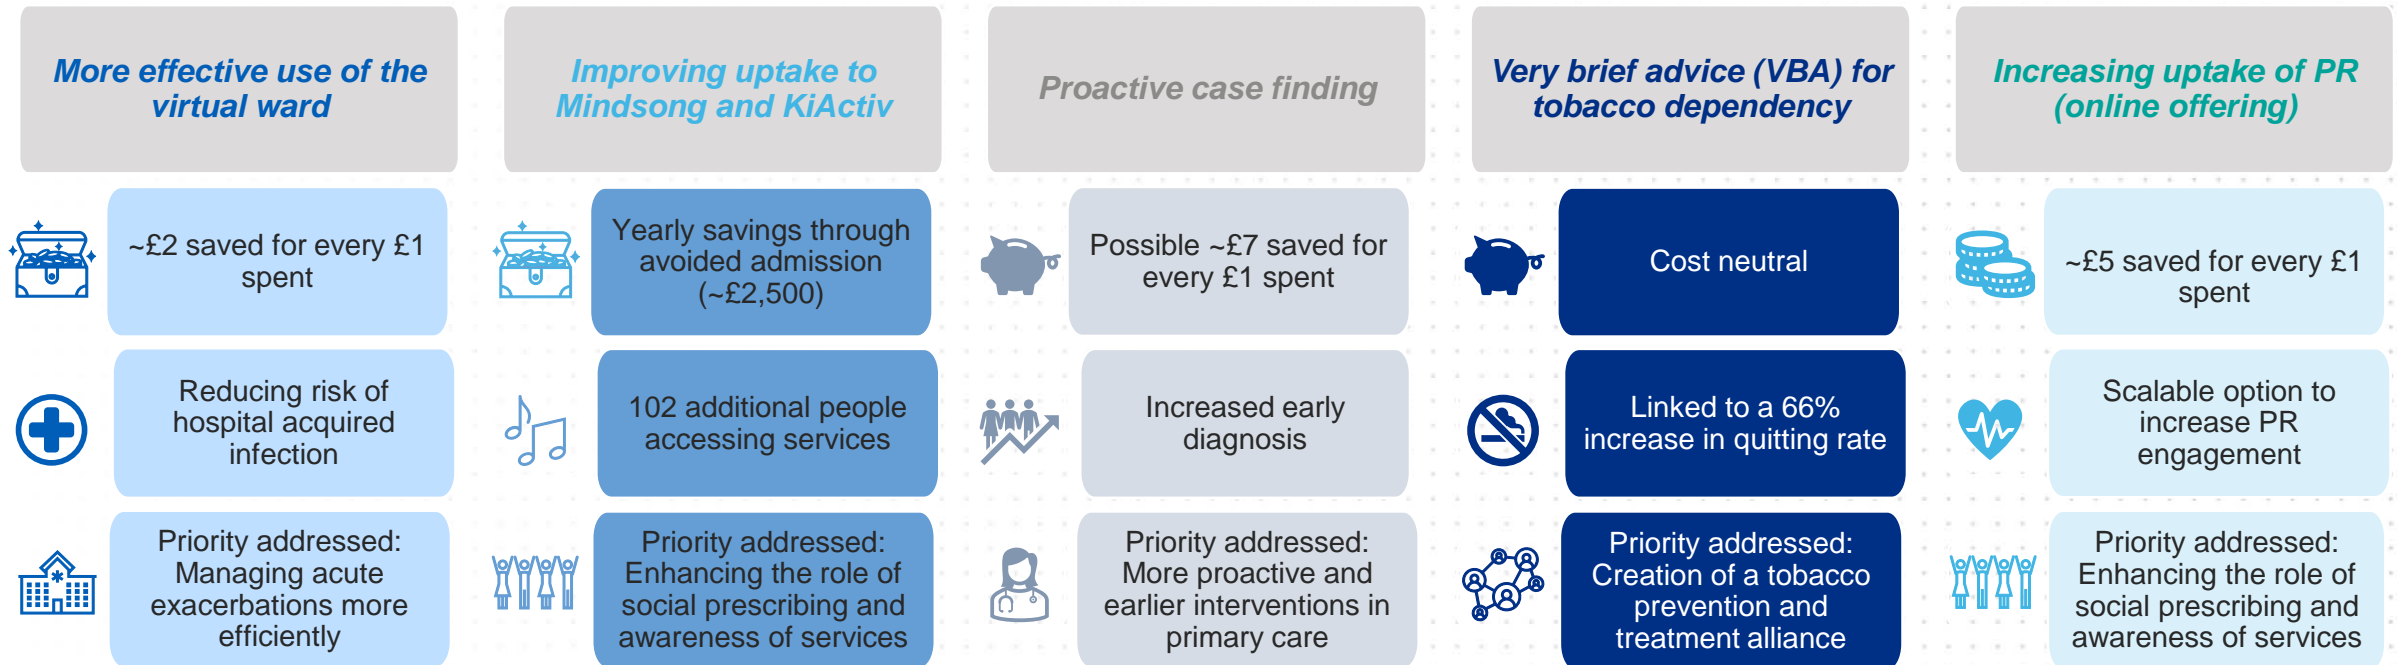 More effective use of the
virtual ward
~£2 saved for every £1
spent
Reducing risk of
hospital acquired
infection
Priority addressed:
Managing acute
exacerbations more
efficiently
Improving uptake to
Mindsong and KiActiv
Yearly savings through
avoided admission
(~£2,500)
102 additional people
accessing services
Priority addressed:
Enhancing the role of
social prescribing and
awareness of services
Proactive case finding
Possible ~£7 saved for
every £1 spent
Increased early
diagnosis
Priority addressed:
More proactive and
earlier interventions in
primary care
Very brief advice (VBA) for
tobacco dependency
Cost neutral
Linked to a 66%
increase in quitting rate
Priority addressed:
Creation of a tobacco
prevention and
treatment alliance
Increasing uptake of PR
(online offering)
~£5 saved for every £1
spent
Scalable option to
increase PR
engagement
Priority addressed:
Enhancing the role of
social prescribing and
awareness of services